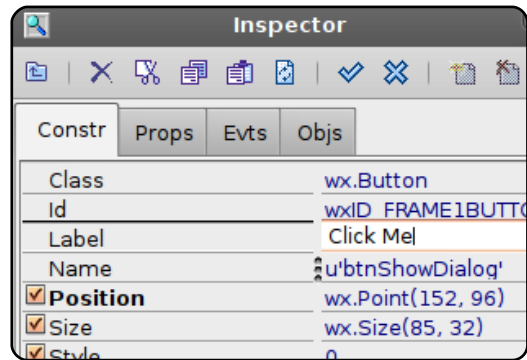 Inspector
Constr Props Evts Objs
Class wx.Button
Id wxID_FRAME1BUTTO
Label Click Me
Name u'btnShowDialog'
Position wx.Point(152, 96)
Size wx.Size(85, 32)
Style 0